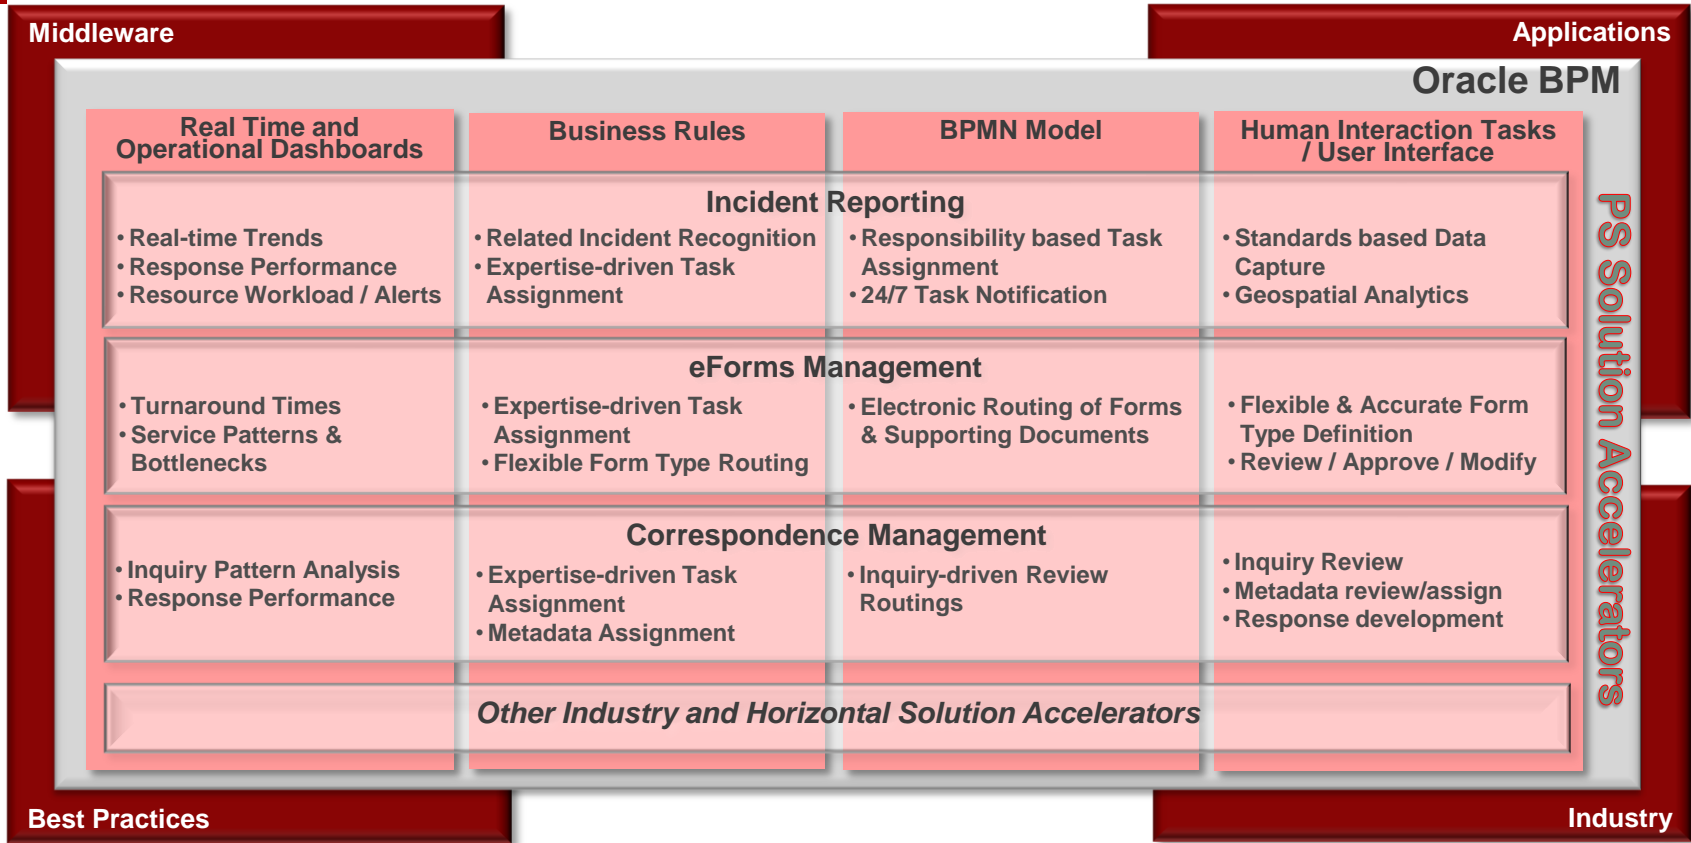 Middleware
Applications
Oracle BPM
Real Time and
Operational Dashboards
Business Rules
BPMN Model
Human Interaction Tasks
/ User Interface
Incident Reporting
• Real-time Trends
• Response Performance
• Resource Workload / Alerts
• Related Incident Recognition
• Expertise-driven Task
Assignment
• Responsibility based Task
Assignment
• 24/7 Task Notification
• Standards based Data
Capture
• Geospatial Analytics
eForms Management
• Turnaround Times
• Service Patterns &
Bottlenecks
• Expertise-driven Task
Assignment
• Flexible Form Type Routing
• Electronic Routing of Forms
& Supporting Documents
• Flexible & Accurate Form
Type Definition
• Review / Approve / Modify
Correspondence Management
• Inquiry Pattern Analysis
• Response Performance
• Expertise-driven Task
Assignment
• Metadata Assignment
• Inquiry-driven Review
Routings
• Inquiry Review
• Metadata review/assign
• Response development
Other Industry and Horizontal Solution Accelerators
PS Solution Accelerators
Best Practices
Industry